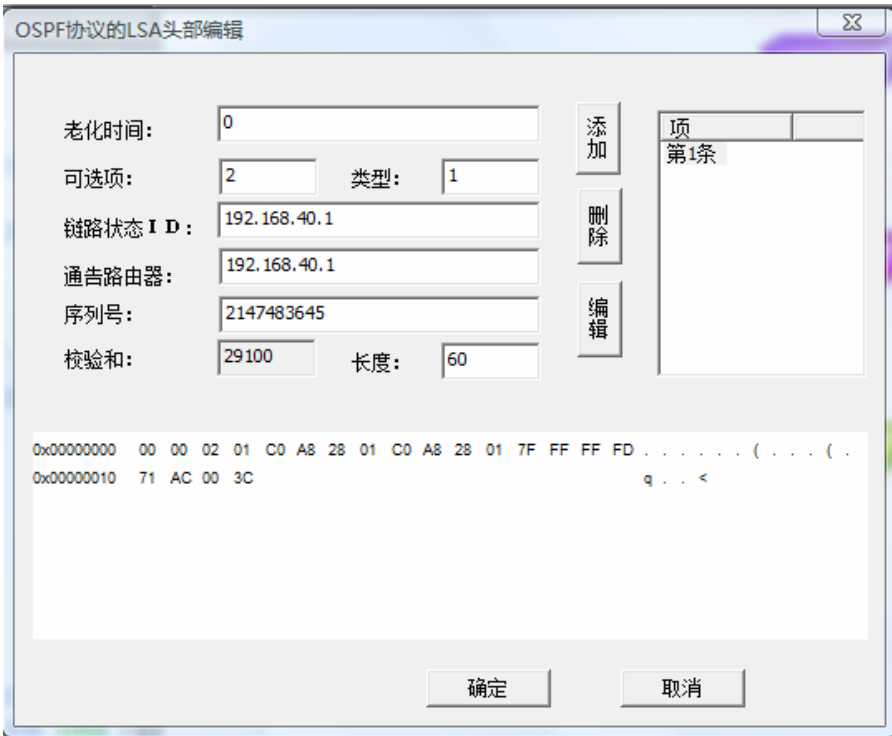 OSPF协议的LSA头部编辑
老化时间: 0
可选项: 2 类型: 1
链路状态ID: 192.168.40.1
通告路由器: 192.168.40.1
序列号: 2147483645
校验和: 29100 长度: 60
添加
删除
编辑
项
第1条
0x00000000 00 00 02 01 C0 A8 28 01 C0 A8 28 01 7F FF FF FD . . . . . . ( . . . ( .
0x00000010 71 AC 00 3C q . . <
确定 取消